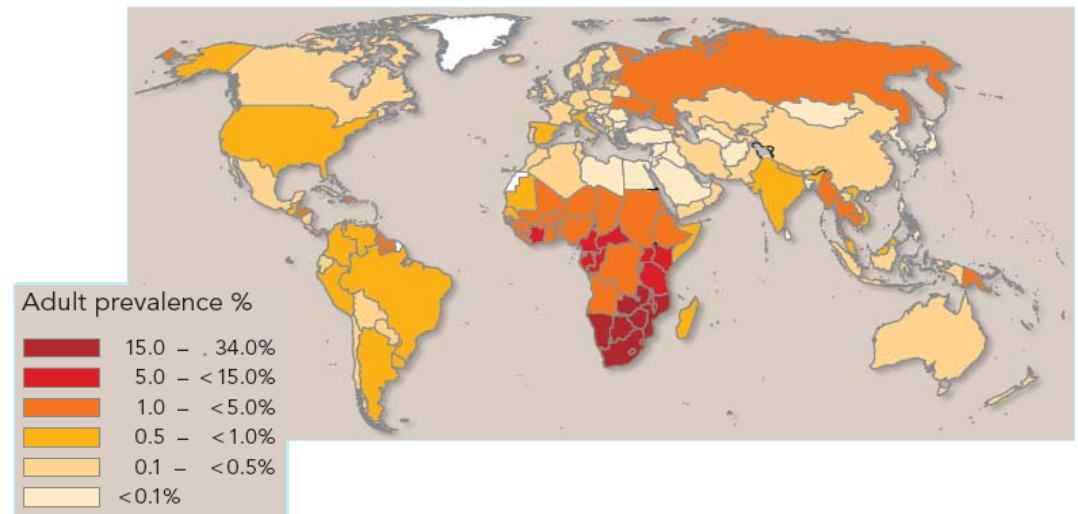 Adult prevalence %
15.0 – . 34.0%
5.0 – <15.0%
1.0 – <5.0%
0.5 – <1.0%
0.1 – <0.5%
<0.1%